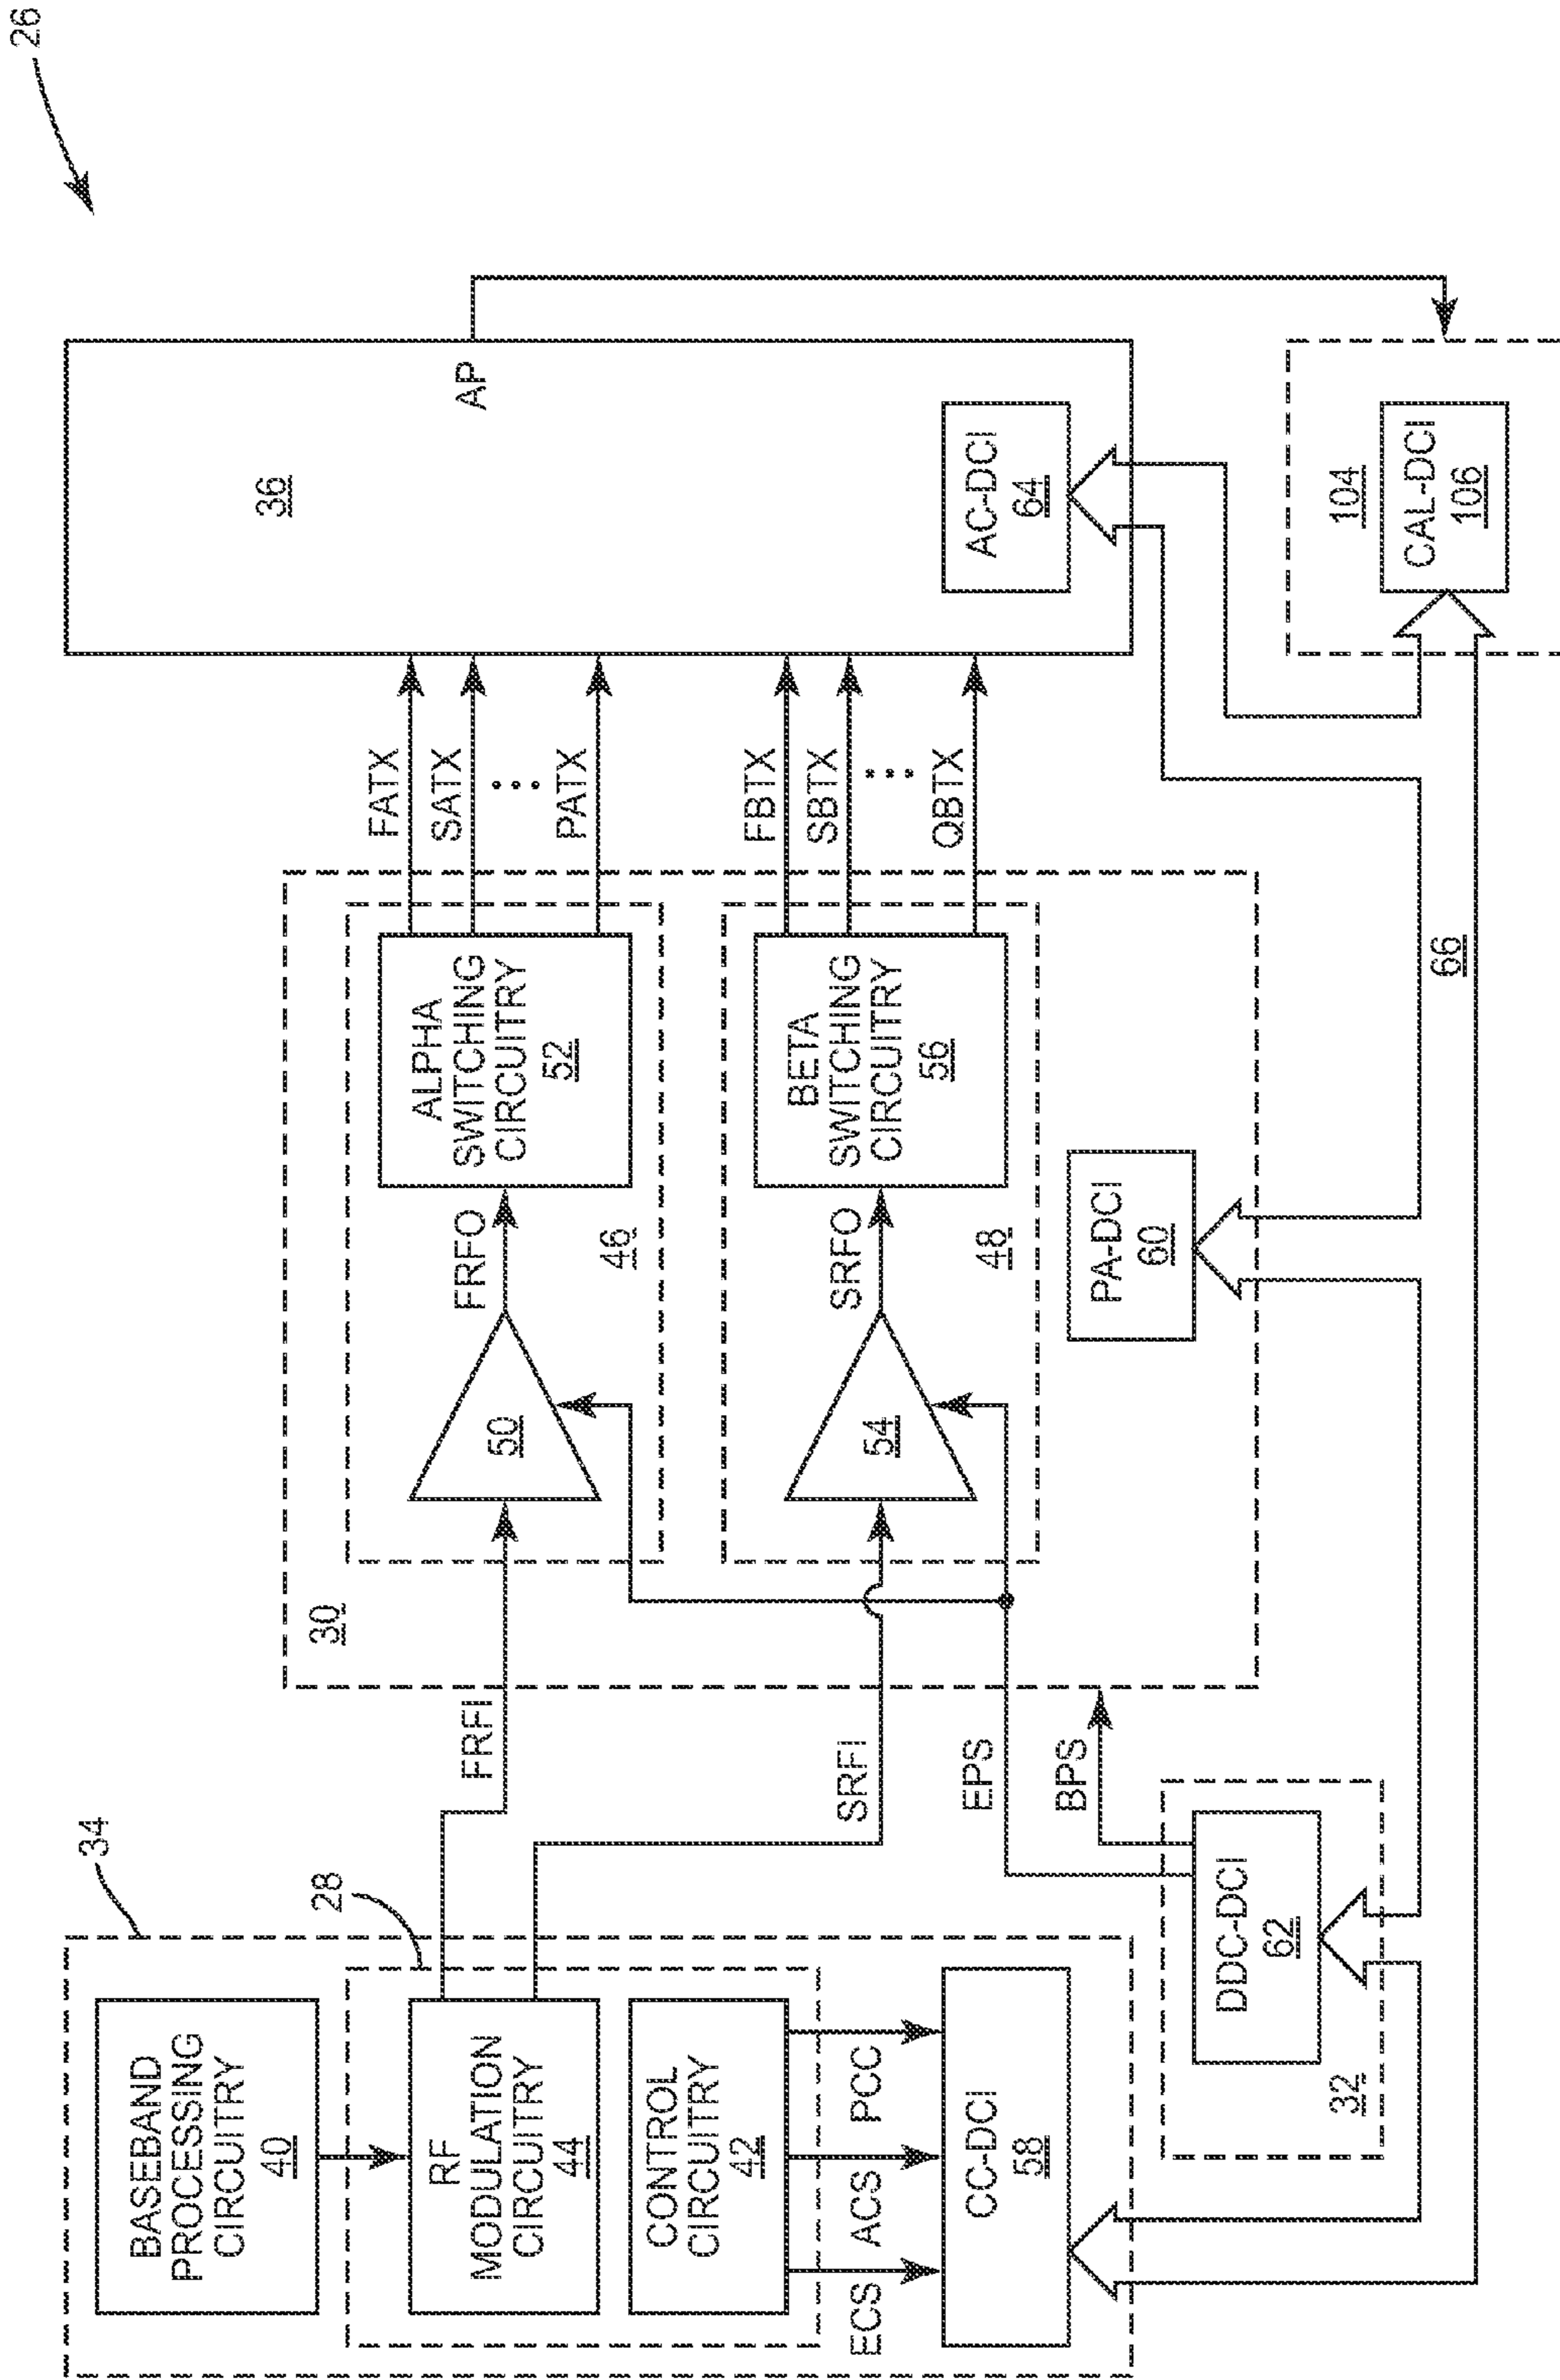 26
34
BASEBAND
PROCESSING
CIRCUITRY
40
28
RF
MODULATION
CIRCUITRY
44
CONTROL
CIRCUITRY
42
ECS
ACS
PCC
CC-DCI
58
FRFI
SRFI
EPS
BPS
DDC-DCI
62
32
30
50
FRFO
ALPHA
SWITCHING
CIRCUITRY
52
46
54
SRFO
BETA
SWITCHING
CIRCUITRY
56
48
PA-DCI
60
FATX
SATX
PATX
FBTX
SBTX
QBTX
36
AP
AC-DCI
64
66
104
CAL-DCI
106